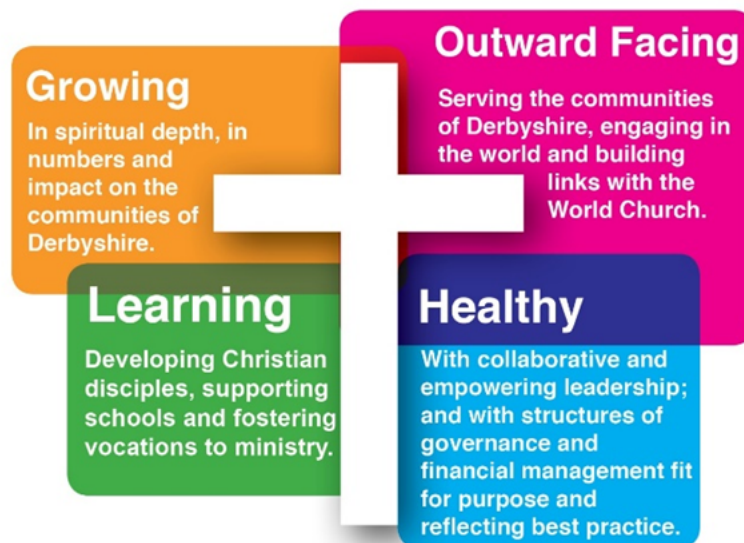 Growing
In spiritual depth, in
numbers and
impact on the
communities of
Derbyshire.
Outward Facing
Serving the communities
of Derbyshire, engaging in
the world and building
links with the
World Church.
Learning
Developing Christian
disciples, supporting
schools and fostering
vocations to ministry.
Healthy
With collaborative and
empowering leadership;
and with structures of
governance and
financial management fit
for purpose and
reflecting best practice.